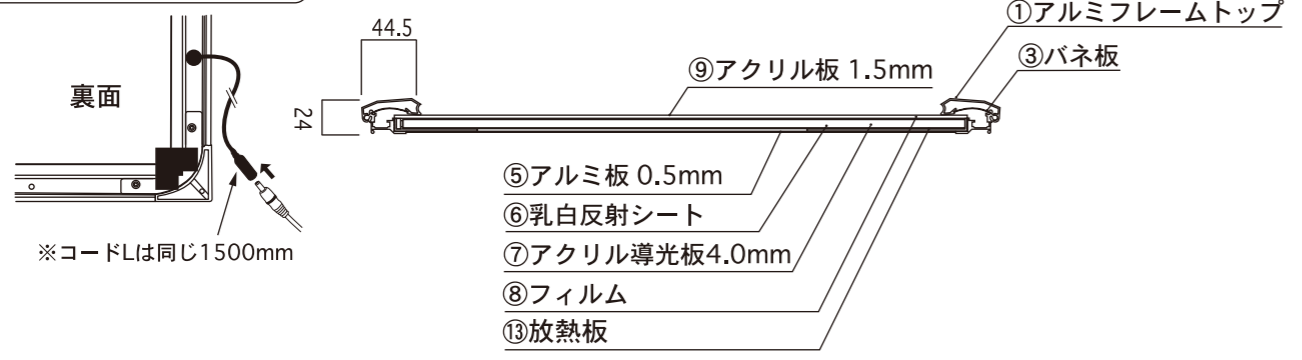 裏面
※コードLは同じ1500mm
44.5
24
①アルミフレームトップ
③バネ板
⑨アクリル板 1.5mm
⑤アルミ板 0.5mm
⑥乳白反射シート
⑦アクリル導光板4.0mm
⑧フィルム
⑬放熱板